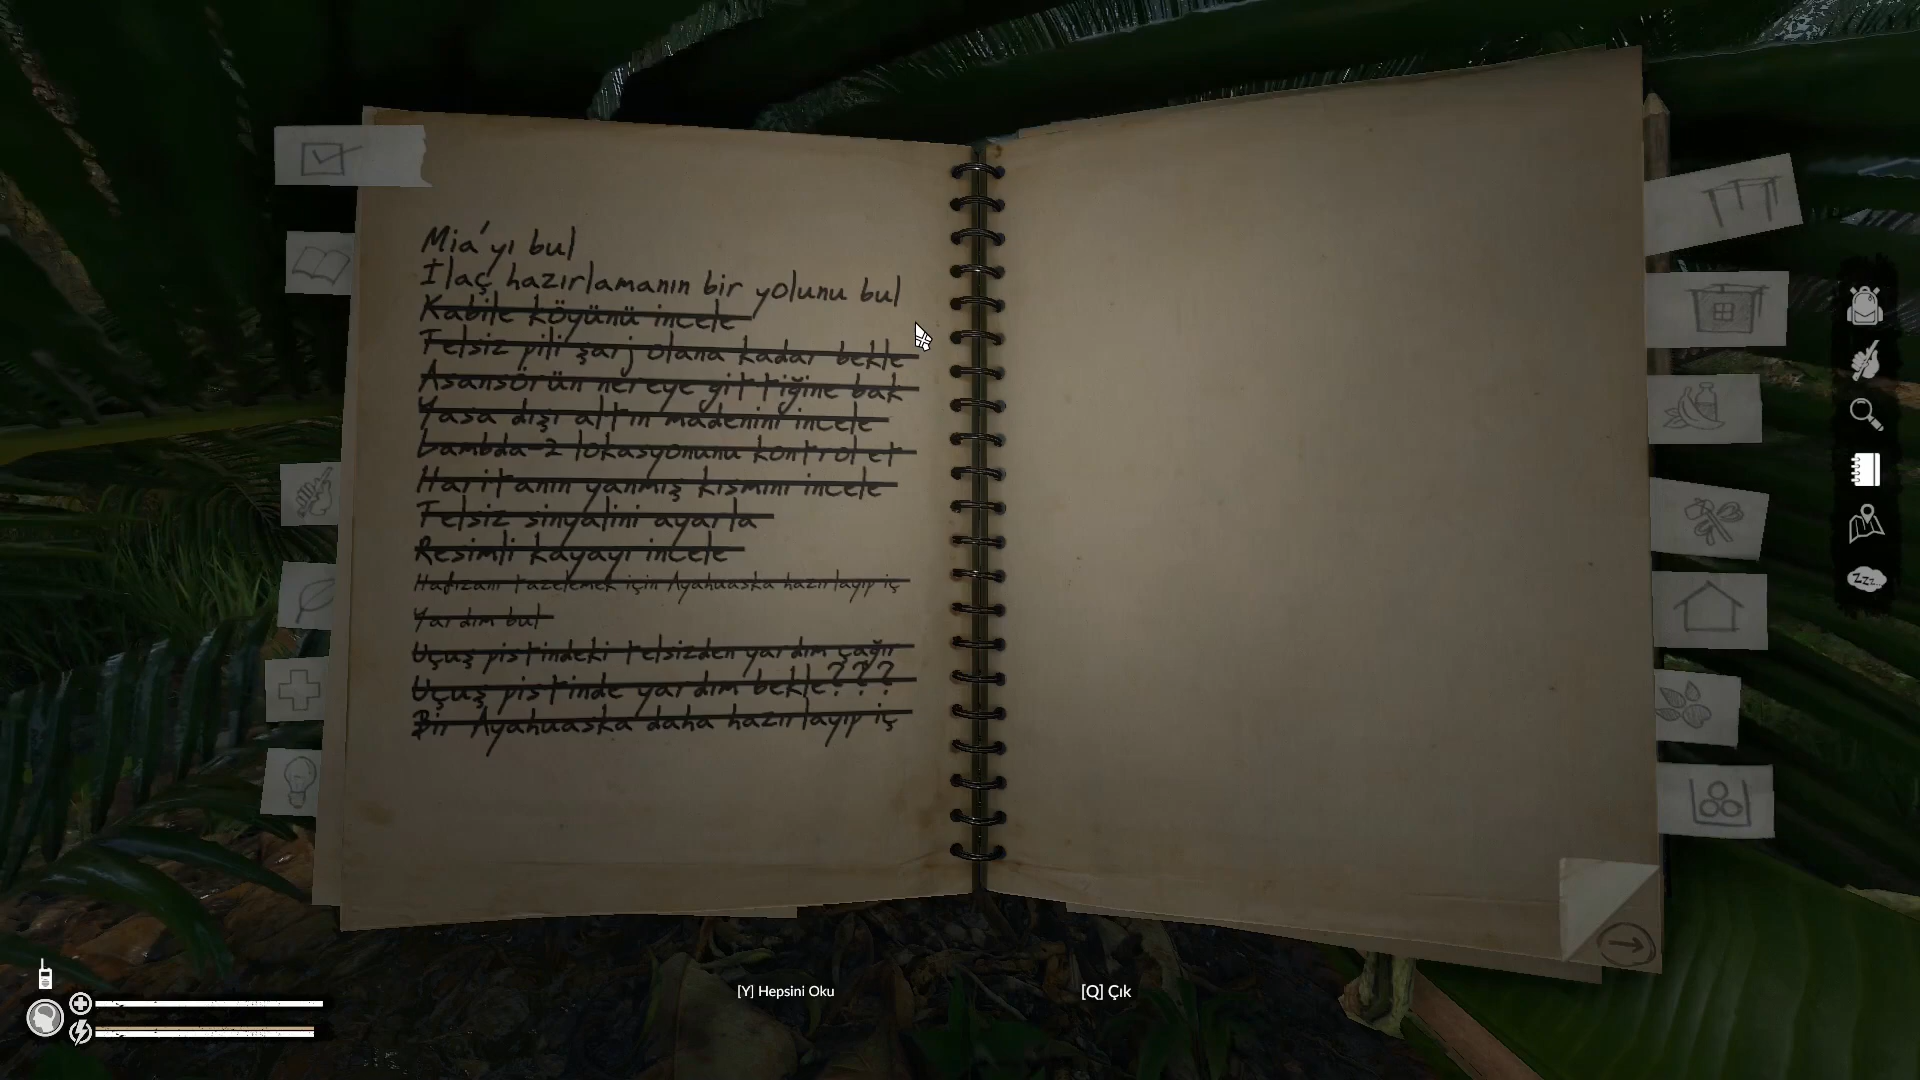 Mia'yı bul
İlaç hazırlamanın bir yolunu bul
Kabile köyünü incele
Telsiz pili şarj olana kadar bekle
Asansörün nereye gittiğine bak
Yasa dışı altın madenini incele
Lambda-2 lokasyonunu kontrol et
Haritanın yanmış kısmını incele
Telsiz sinyalini ayarla
Resimli kayayı incele
Hafızanı tazelemek için Ayahuaska hazırlayıp iç
Yardım bul
Uçuş pistindeki telsizden yardım çağır
Uçuş pistinde yardım bekle???
Bir Ayahuaska daha hazırlayıp iç
Zzz..
[Y] Hepsini Oku
[Q] Çık